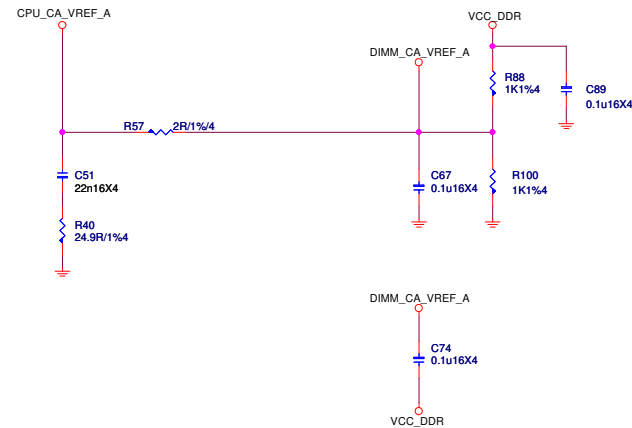 CPU_CA_VREF_A
VCC_DDR
DIMM_CA_VREF_A
R88
1K1%4
C89
0.1u16X4
R57
2R/1%/4
C51
22n16X4
C67
0.1u16X4
R100
1K1%4
R40
24.9R/1%4
DIMM_CA_VREF_A
C74
0.1u16X4
VCC_DDR